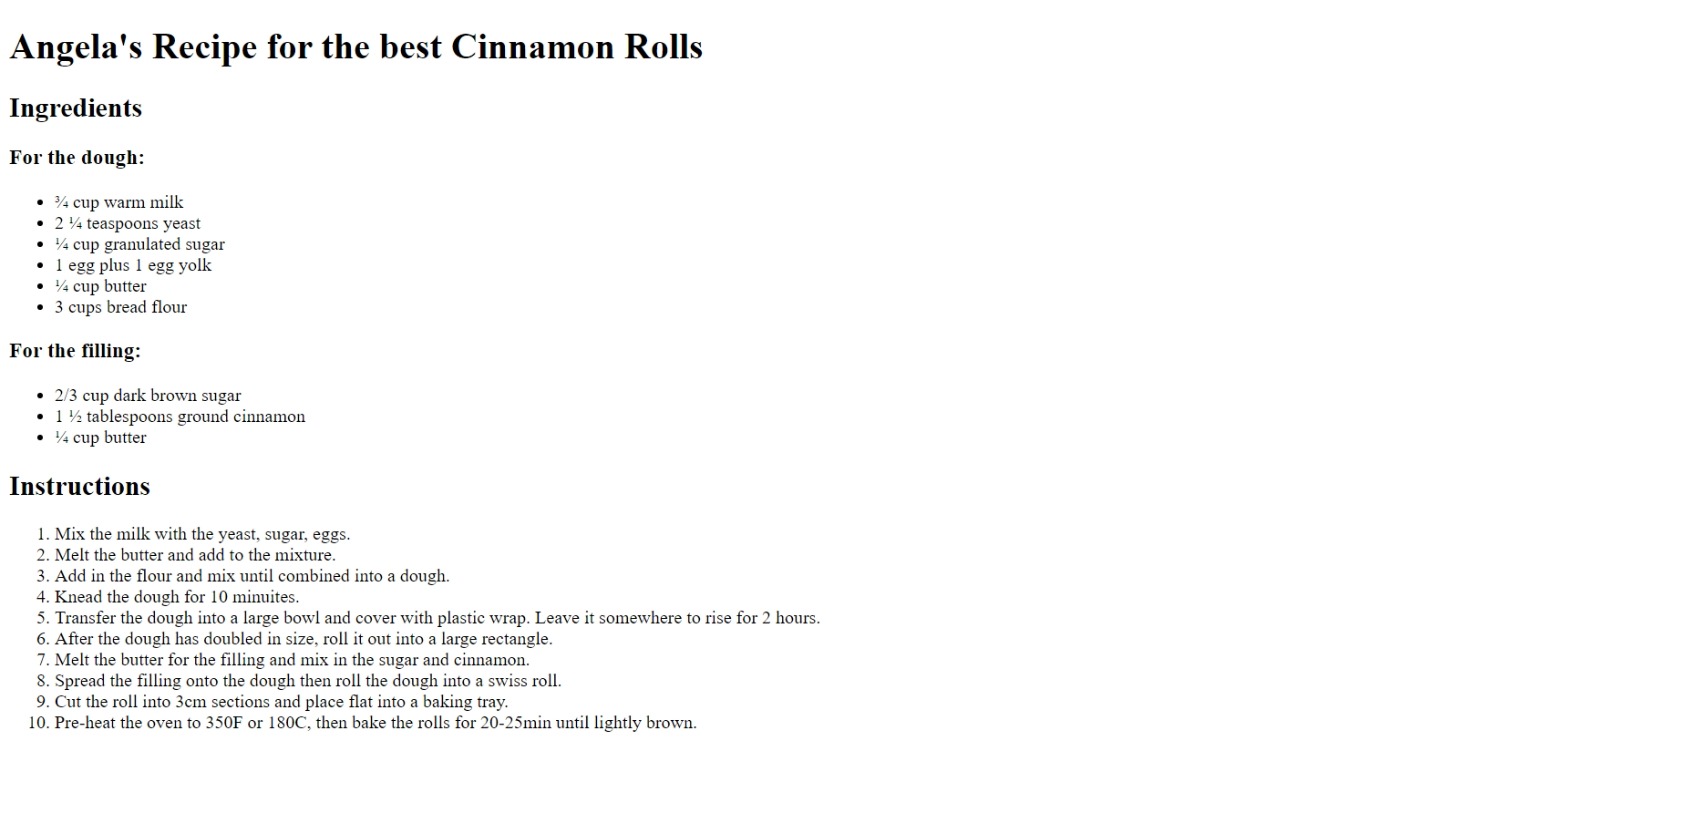 Angela's Recipe for the best Cinnamon Rolls
Ingredients
For the dough:
• ¾ cup warm milk
• 2 ¼ teaspoons yeast
• ¼ cup granulated sugar
• 1 egg plus 1 egg yolk
• ¼ cup butter
• 3 cups bread flour
For the filling:
• 2/3 cup dark brown sugar
• 1 ½ tablespoons ground cinnamon
• ¼ cup butter
Instructions
1. Mix the milk with the yeast, sugar, eggs.
2. Melt the butter and add to the mixture.
3. Add in the flour and mix until combined into a dough.
4. Knead the dough for 10 minuites.
5. Transfer the dough into a large bowl and cover with plastic wrap. Leave it somewhere to rise for 2 hours.
6. After the dough has doubled in size, roll it out into a large rectangle.
7. Melt the butter for the filling and mix in the sugar and cinnamon.
8. Spread the filling onto the dough then roll the dough into a swiss roll.
9. Cut the roll into 3cm sections and place flat into a baking tray.
10. Pre-heat the oven to 350F or 180C, then bake the rolls for 20-25min until lightly brown.